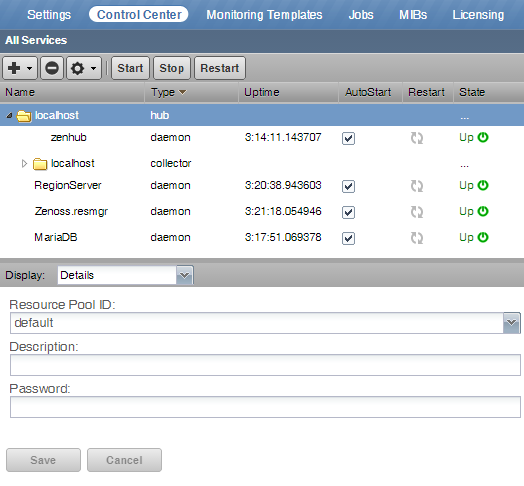 Settings Control Center Monitoring Templates Jobs MIBs Licensing
All Services
Start Stop Restart
Name Type Uptime AutoStart Restart State
localhost hub ...
zenhub daemon 3:14:11.143707 Up
localhost collector ...
RegionServer daemon 3:20:38.943603 Up
Zenoss.resmgr daemon 3:21:18.054946 Up
MariaDB daemon 3:17:51.069378 Up
Display: Details
Resource Pool ID:
default
Description:
Password:
Save Cancel